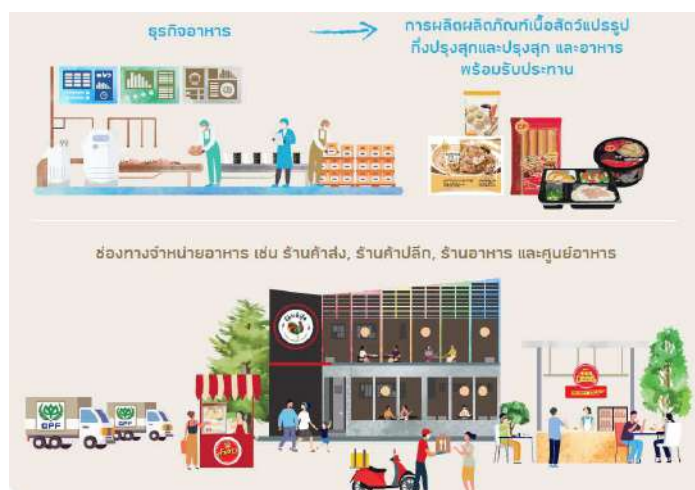 ธุรกิจอาหาร
การผลิตผลิตภัณฑ์เนื้อสัตว์แปรรูป
กึ่งปรุงสุกและปรุงสุก และอาหาร
พร้อมรับประทาน
ช่องทางจำหน่ายอาหาร เช่น ร้านค้าส่ง, ร้านค้าปลีก, ร้านอาหาร และศูนย์อาหาร
CPF
CPF